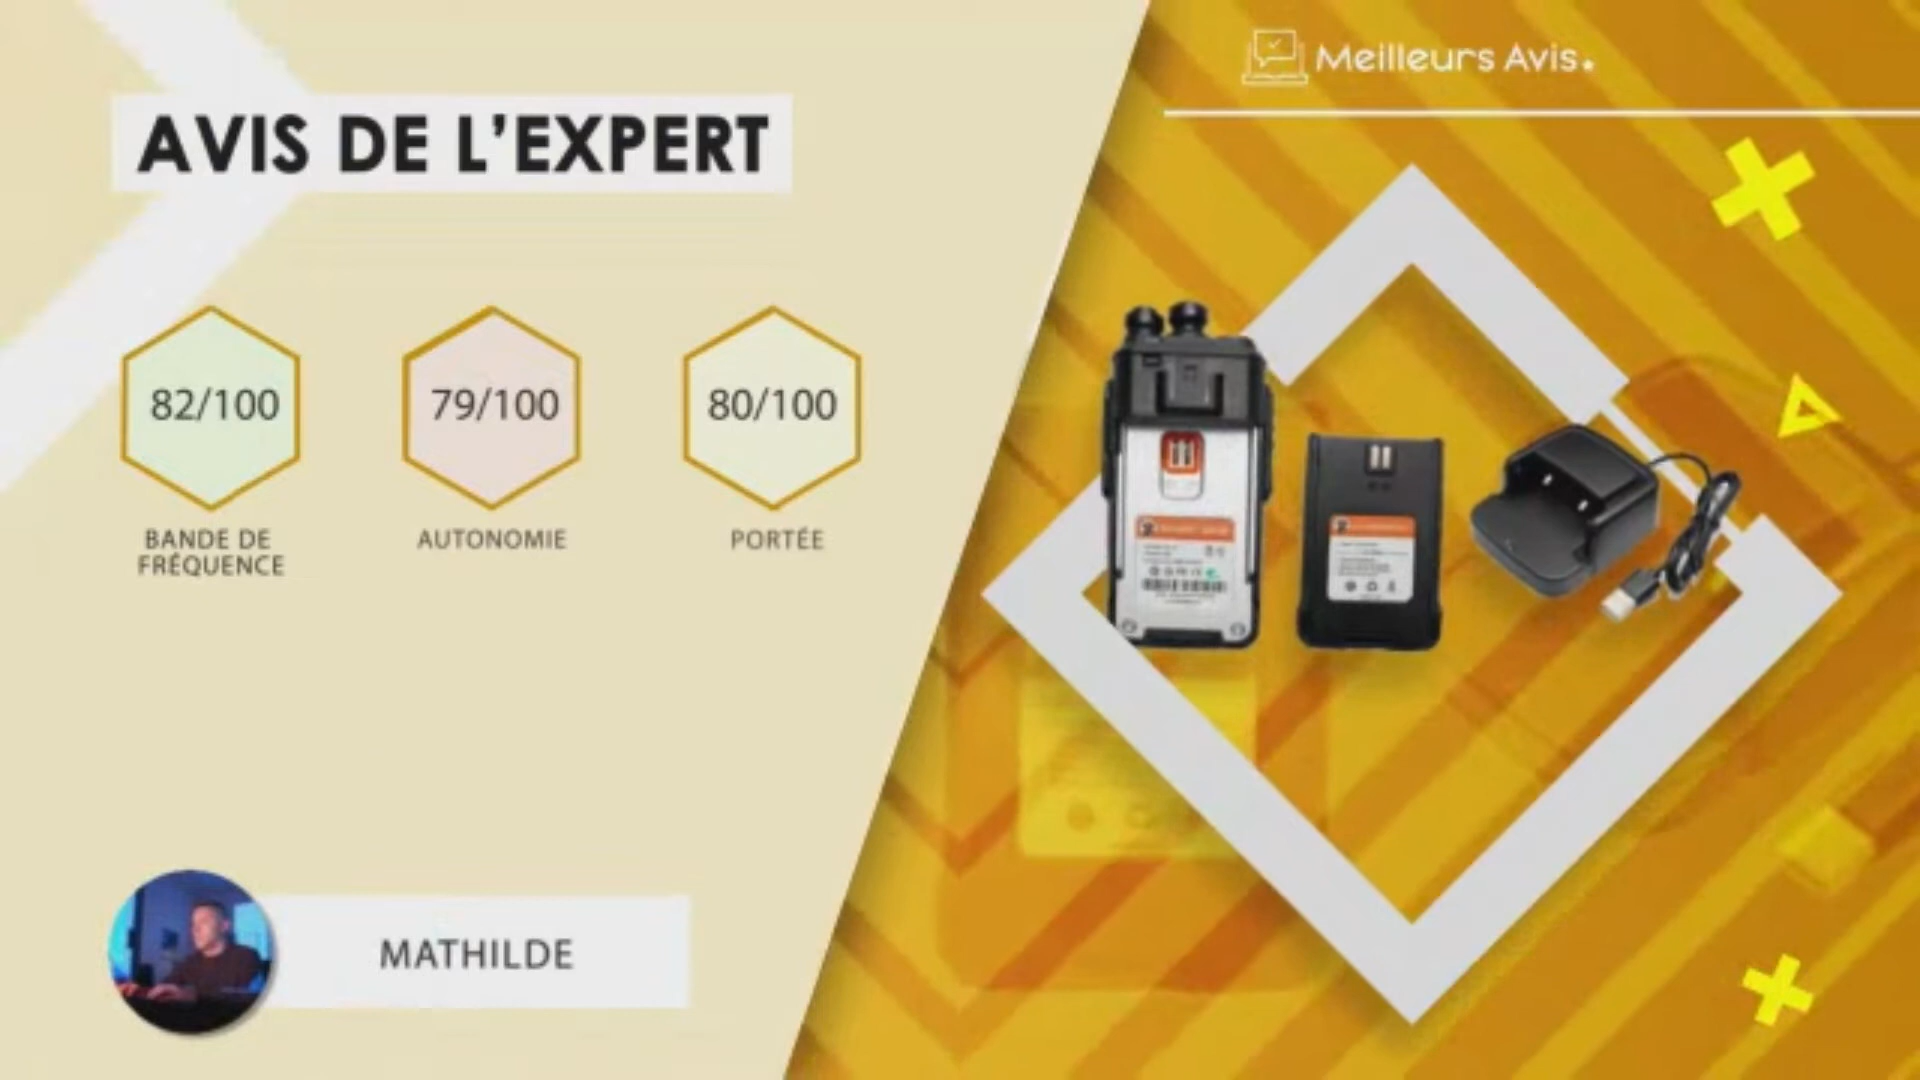 Meilleurs Avis.
AVIS DE L'EXPERT
82/100
79/100
80/100
BANDE DE
FRÉQUENCE
AUTONOMIE
PORTÉE
MATHILDE